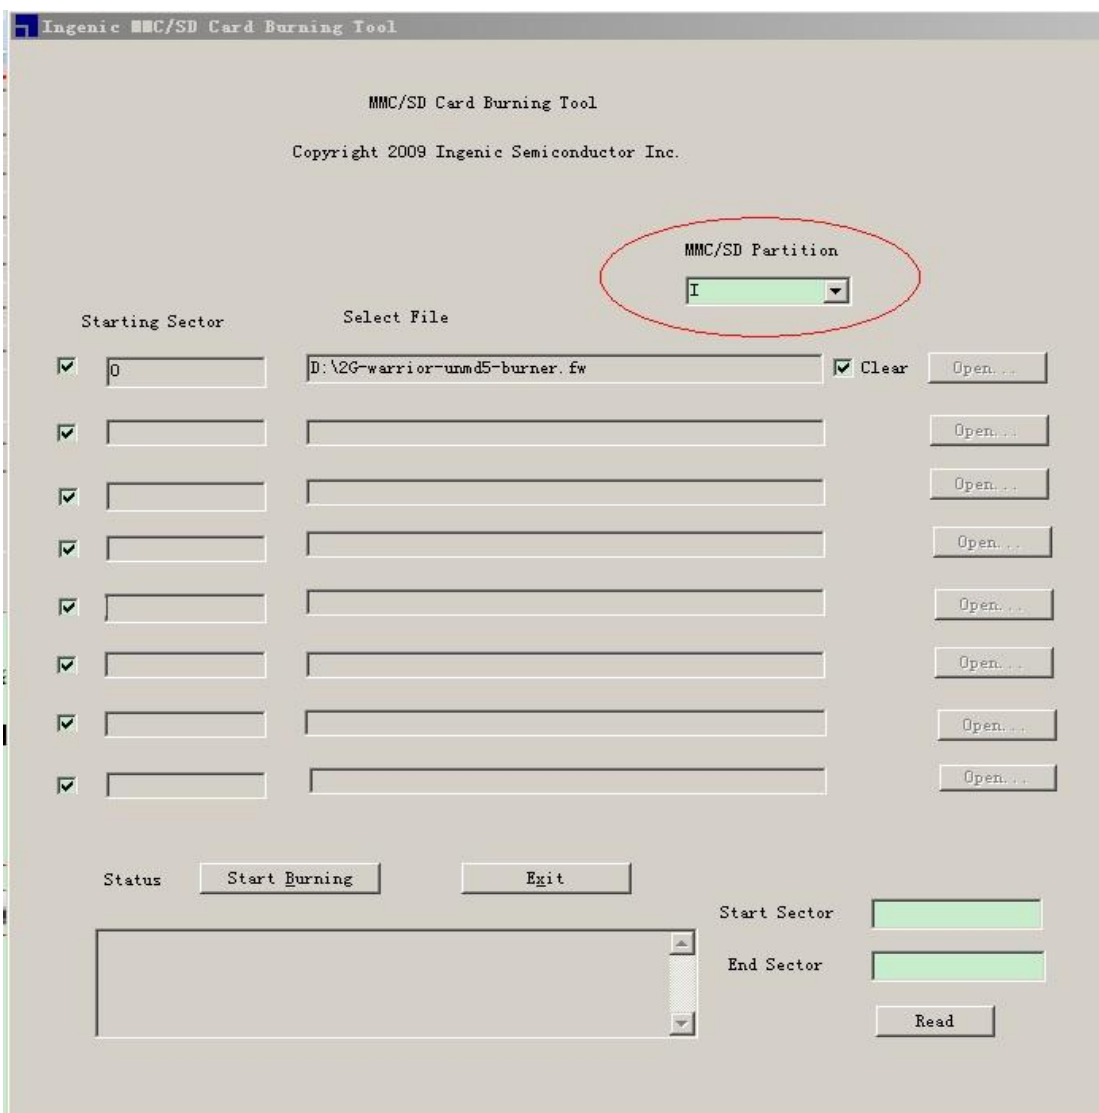 Ingenic MMC/SD Card Burning Tool
MMC/SD Card Burning Tool
Copyright 2009 Ingenic Semiconductor Inc.
MMC/SD Partition
I
Starting Sector Select File
0 D:\2G-warrior-unmd5-burner.fw Clear Open...
Open...
Open...
Open...
Open...
Open...
Open...
Open...
Status Start Burning Exit
Start Sector
End Sector
Read